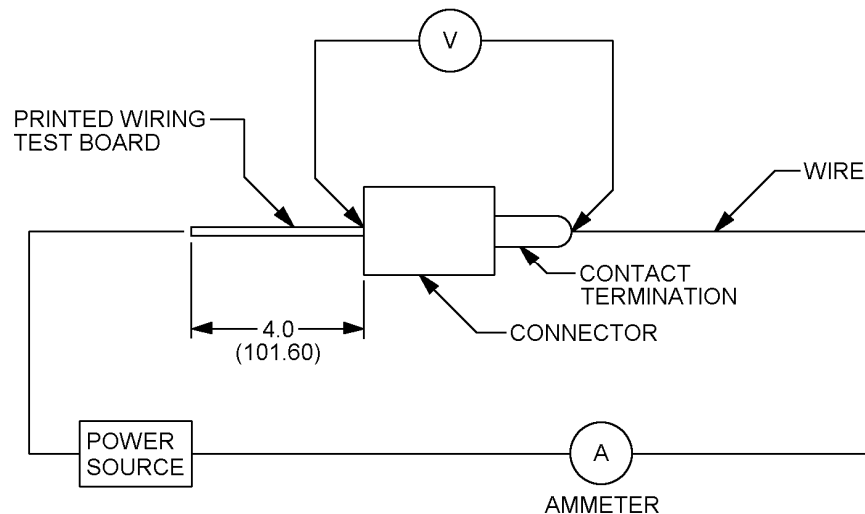 V
PRINTED WIRING
TEST BOARD
WIRE
CONTACT
TERMINATION
4.0
(101.60)
CONNECTOR
POWER
SOURCE
A
AMMETER